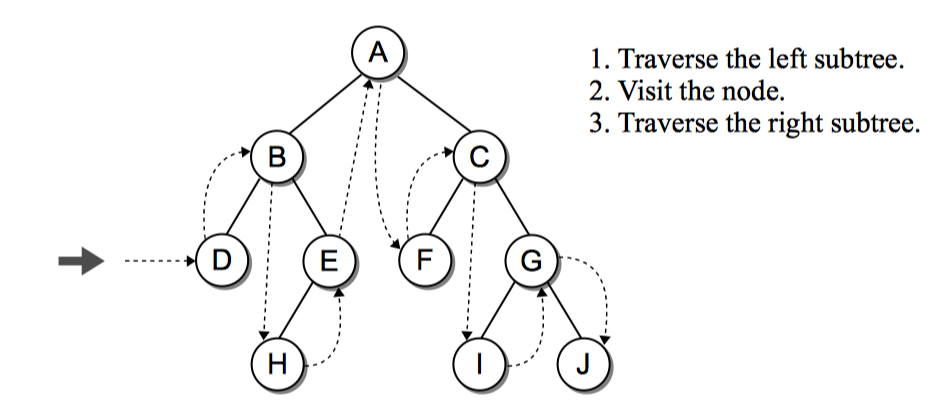 A
1. Traverse the left subtree.
2. Visit the node.
3. Traverse the right subtree.
B
C
D
E
F
G
H
I
J